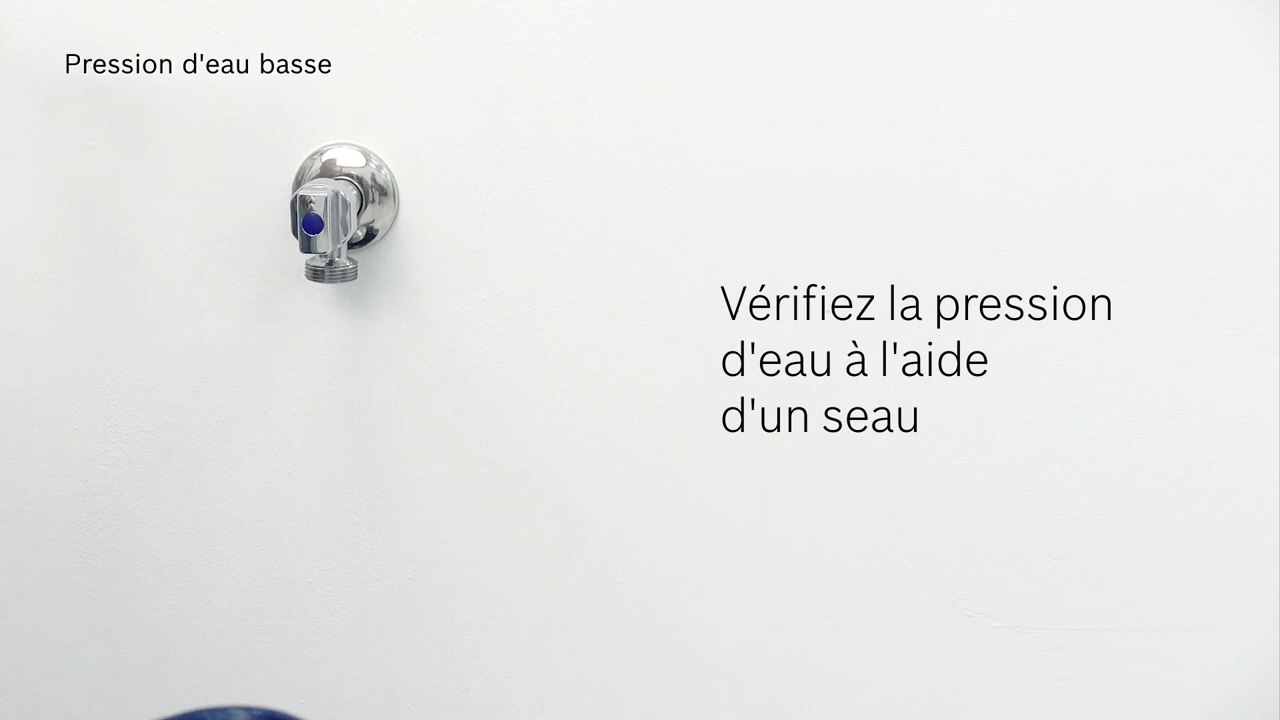 Pression d'eau basse
Vérifiez la pression
d'eau à l'aide
d'un seau